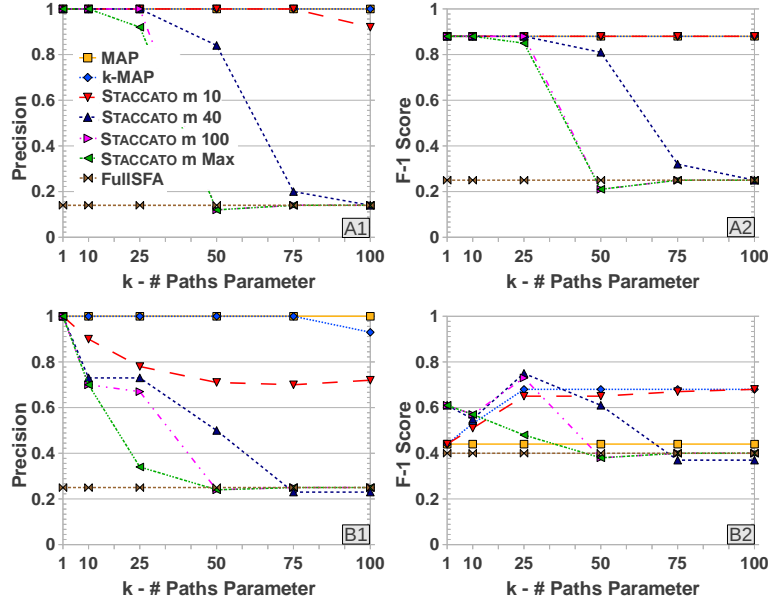 1
0.8
0.6
0.4
0.2
0
Precision
MAP
k-MAP
STACCATO m 10
STACCATO m 40
STACCATO m 100
STACCATO m Max
FullSFA
A1
1 10 25 50 75 100
k - # Paths Parameter
1
0.8
0.6
0.4
0.2
0
F-1 Score
A2
1 10 25 50 75 100
k - # Paths Parameter
1
0.8
0.6
0.4
0.2
0
Precision
B1
1 10 25 50 75 100
k - # Paths Parameter
1
0.8
0.6
0.4
0.2
0
F-1 Score
B2
1 10 25 50 75 100
k - # Paths Parameter